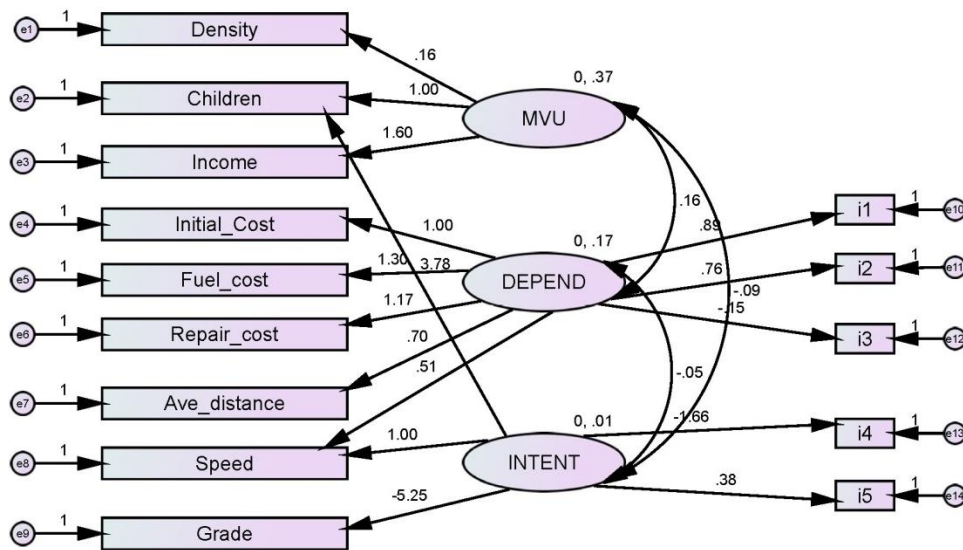 e1 1 Density
.16
0, .37
e2 1 Children
1.00
MVU
1.60
e3 1 Income
e4 1 Initial_Cost
1.00
0, .17
.16
.89
i1 1 e10
e5 1 Fuel_cost
1.30
3.78
DEPEND
.76
i2 1 e11
-.09
e6 1 Repair_cost
1.17
-.15
i3 1 e12
.70
.51
-.05
e7 1 Ave_distance
0, .01
-1.66
i4 1 e13
e8 1 Speed
1.00
INTENT
.38
i5 1 e14
-5.25
e9 1 Grade